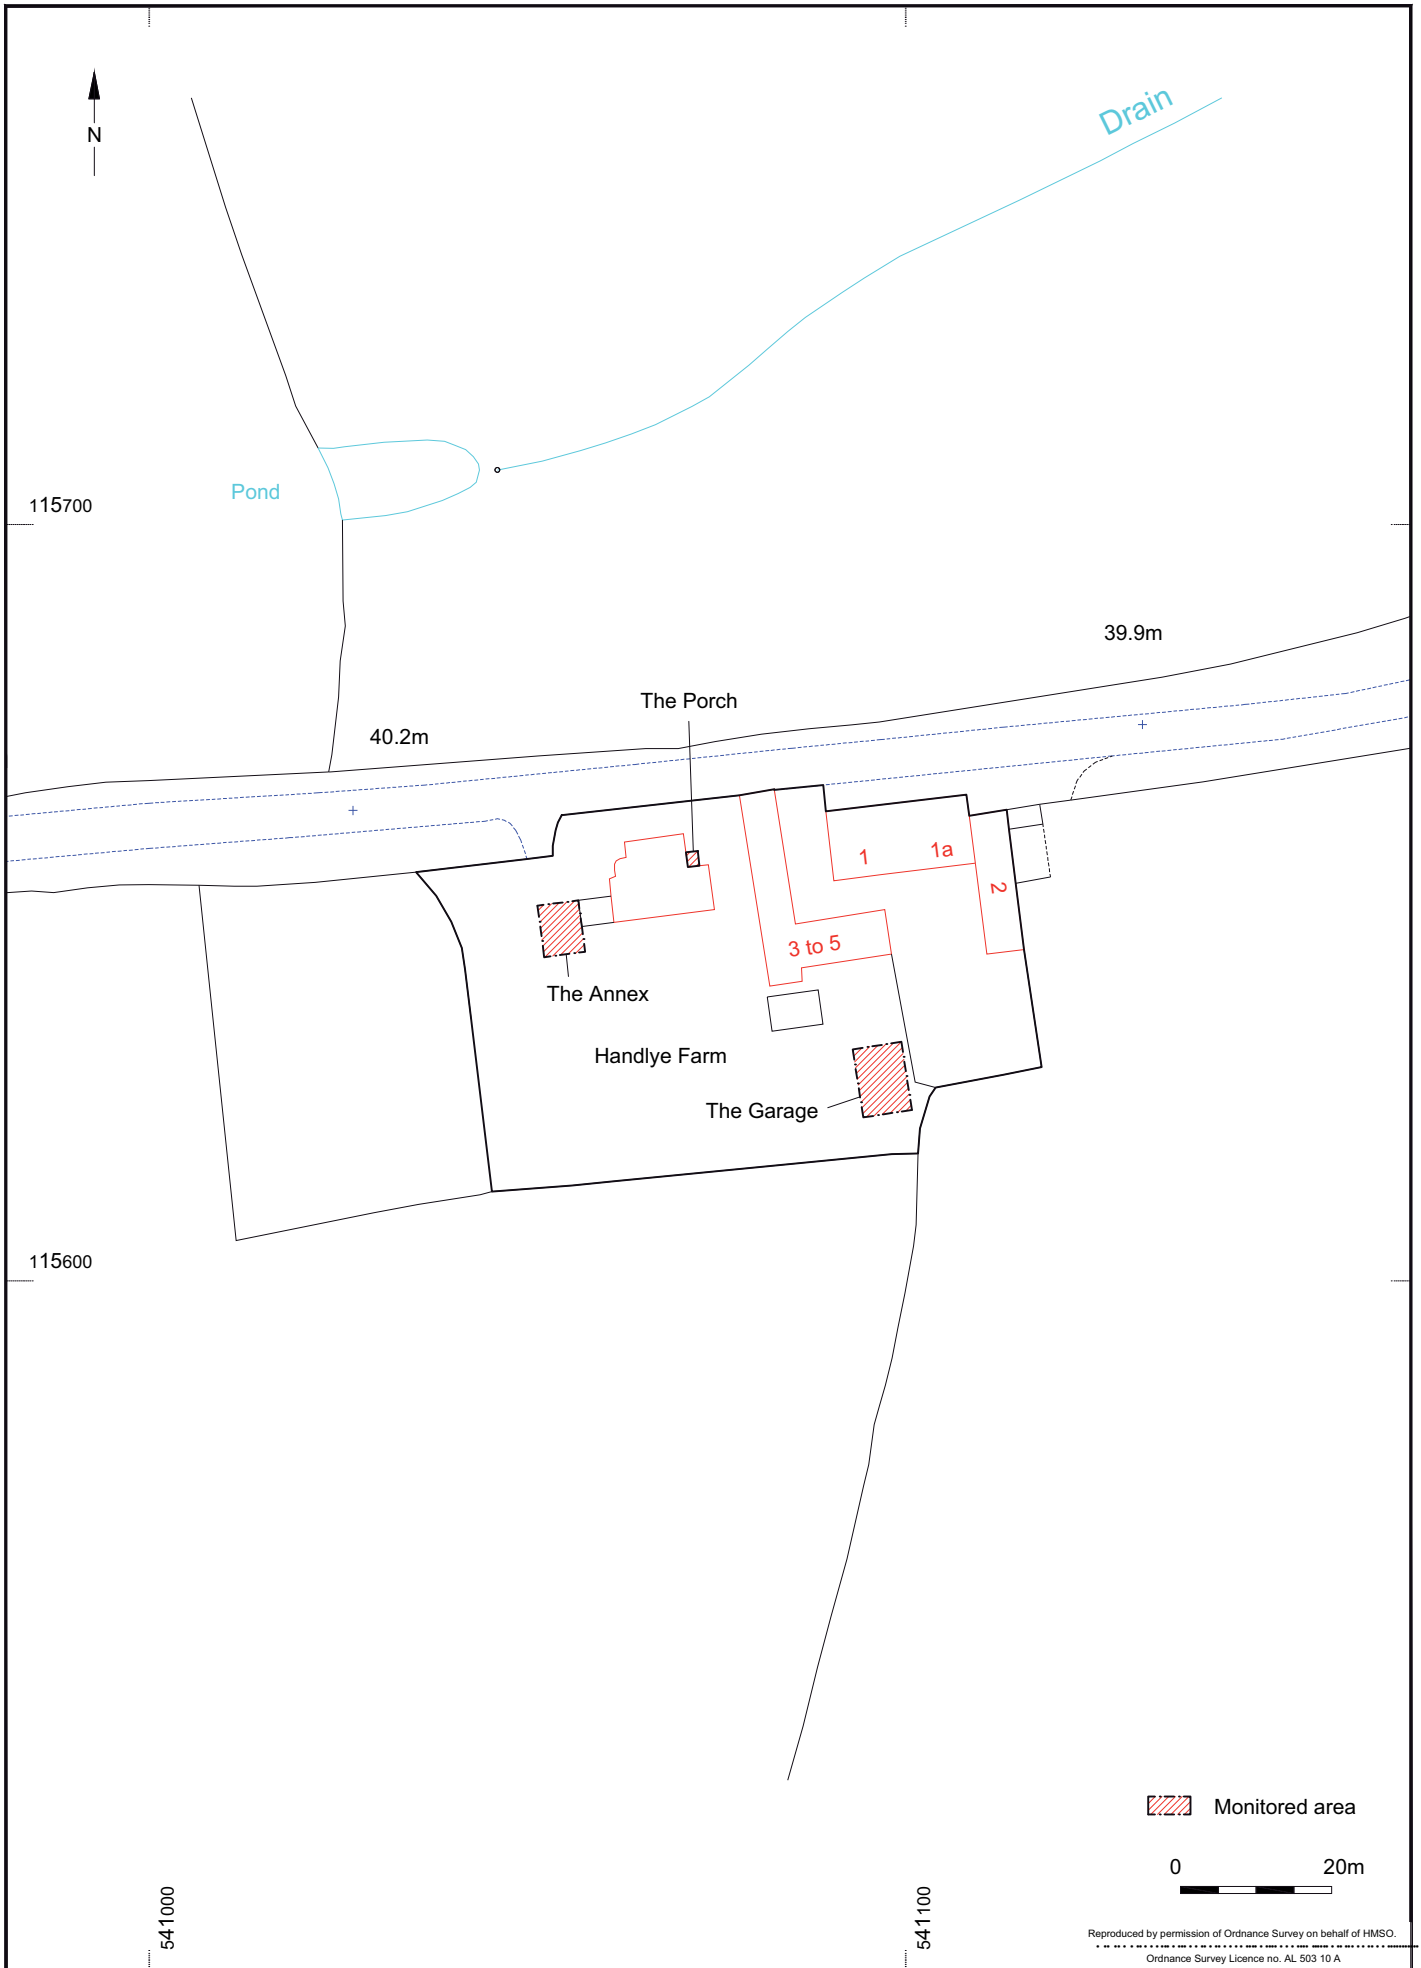 N
Drain
Pond
115700
39.9m
The Porch
40.2m
1
1a
2
3 to 5
The Annex
Handlye Farm
The Garage
115600
Monitored area
0 20m
541000
541100
Reproduced by permission of Ordnance Survey on behalf of HMSO.
Ordnance Survey Licence no. AL 503 10 A